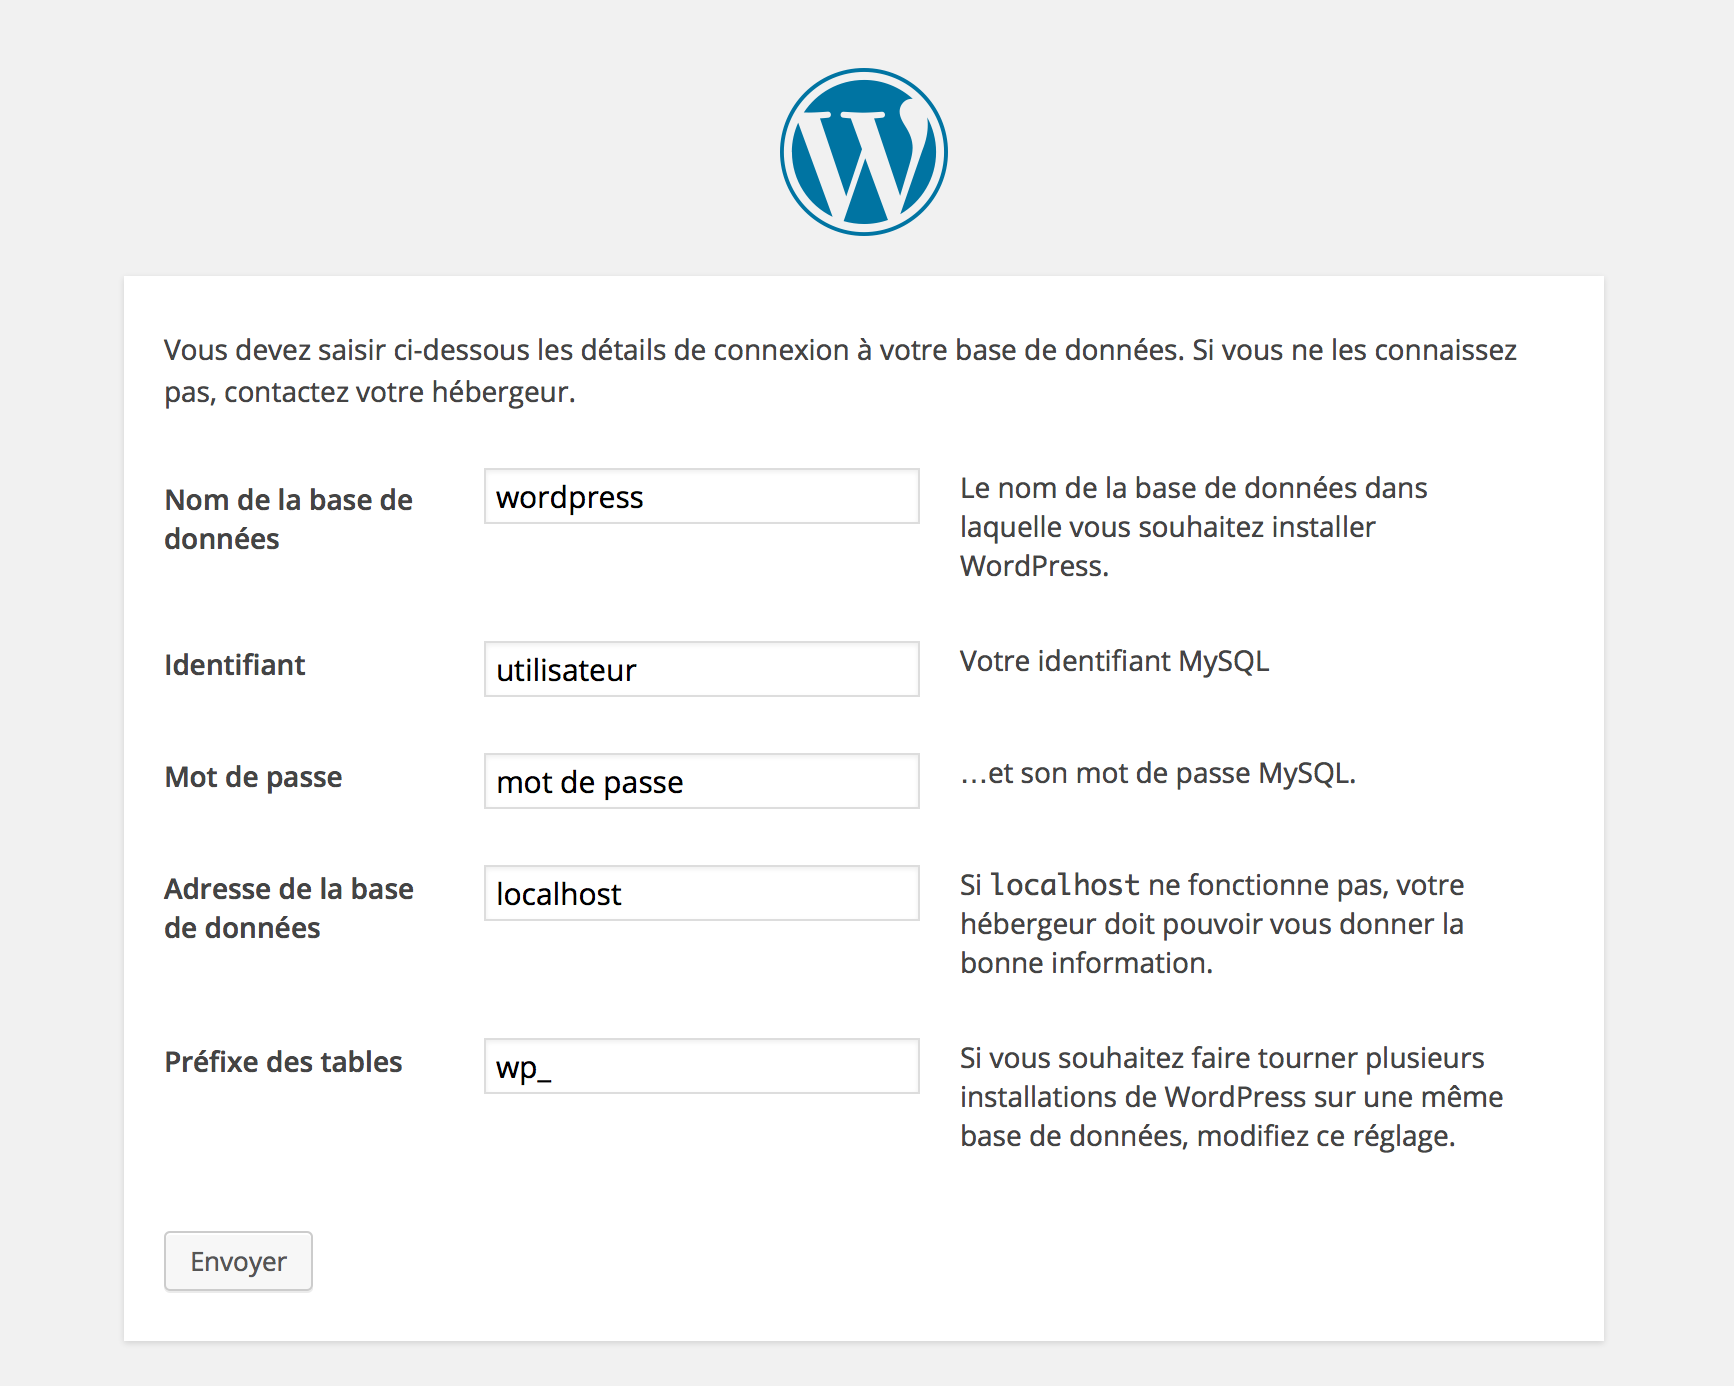 Vous devez saisir ci-dessous les détails de connexion à votre base de données. Si vous ne les connaissez
pas, contactez votre hébergeur.
Nom de la base de
données
wordpress
Le nom de la base de données dans
laquelle vous souhaitez installer
WordPress.
Identifiant
utilisateur
Votre identifiant MySQL
Mot de passe
mot de passe
…et son mot de passe MySQL.
Adresse de la base
de données
localhost
Si localhost ne fonctionne pas, votre
hébergeur doit pouvoir vous donner la
bonne information.
Préfixe des tables
wp_
Si vous souhaitez faire tourner plusieurs
installations de WordPress sur une même
base de données, modifiez ce réglage.
Envoyer